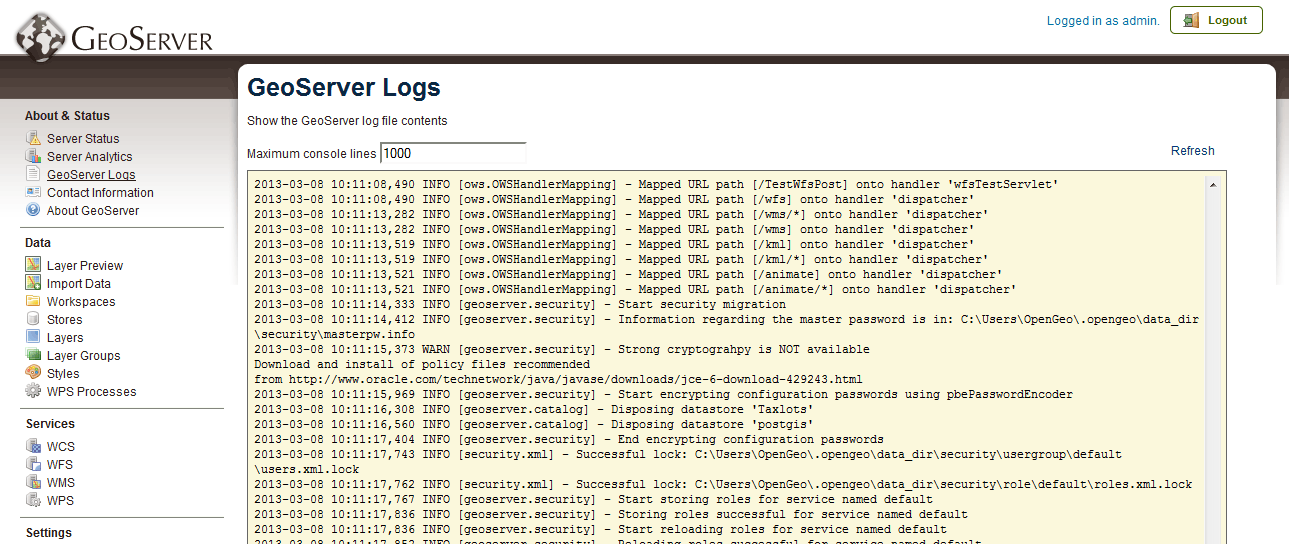 GEOSERVER
Logged in as admin.
Logout
About & Status
Server Status
Server Analytics
GeoServer Logs
Contact Information
About GeoServer
Data
Layer Preview
Import Data
Workspaces
Stores
Layers
Layer Groups
Styles
WPS Processes
Services
WCS
WFS
WMS
WPS
Settings
GeoServer Logs
Show the GeoServer log file contents
Maximum console lines 1000
Refresh
2013-03-08 10:11:08,490 INFO [ows.OWSHandlerMapping] - Mapped URL path [/TestWfsPost] onto handler 'wfsTestServlet'
2013-03-08 10:11:08,490 INFO [ows.OWSHandlerMapping] - Mapped URL path [/wfs] onto handler 'dispatcher'
2013-03-08 10:11:13,282 INFO [ows.OWSHandlerMapping] - Mapped URL path [/wms/*] onto handler 'dispatcher'
2013-03-08 10:11:13,282 INFO [ows.OWSHandlerMapping] - Mapped URL path [/wms] onto handler 'dispatcher'
2013-03-08 10:11:13,519 INFO [ows.OWSHandlerMapping] - Mapped URL path [/kml] onto handler 'dispatcher'
2013-03-08 10:11:13,519 INFO [ows.OWSHandlerMapping] - Mapped URL path [/kml/*] onto handler 'dispatcher'
2013-03-08 10:11:13,521 INFO [ows.OWSHandlerMapping] - Mapped URL path [/animate] onto handler 'dispatcher'
2013-03-08 10:11:13,521 INFO [ows.OWSHandlerMapping] - Mapped URL path [/animate/*] onto handler 'dispatcher'
2013-03-08 10:11:14,333 INFO [geoserver.security] - Start security migration
2013-03-08 10:11:14,412 INFO [geoserver.security] - Information regarding the master password is in: C:\Users\OpenGeo\.opengeo\data_dir
\security\masterpw.info
2013-03-08 10:11:15,373 WARN [geoserver.security] - Strong cryptograhpy is NOT available
Download and install of policy files recommended
from http://www.oracle.com/technetwork/java/javase/downloads/jce-6-download-429243.html
2013-03-08 10:11:15,969 INFO [geoserver.security] - Start encrypting configuration passwords using pbePasswordEncoder
2013-03-08 10:11:16,308 INFO [geoserver.catalog] - Disposing datastore 'Taxlots'
2013-03-08 10:11:16,560 INFO [geoserver.catalog] - Disposing datastore 'postgis'
2013-03-08 10:11:17,404 INFO [geoserver.security] - End encrypting configuration passwords
2013-03-08 10:11:17,743 INFO [security.xml] - Successful lock: C:\Users\OpenGeo\.opengeo\data_dir\security\usergroup\default
\users.xml.lock
2013-03-08 10:11:17,762 INFO [security.xml] - Successful lock: C:\Users\OpenGeo\.opengeo\data_dir\security\role\default\roles.xml.lock
2013-03-08 10:11:17,767 INFO [geoserver.security] - Start storing roles for service named default
2013-03-08 10:11:17,836 INFO [geoserver.security] - Storing roles successful for service named default
2013-03-08 10:11:17,836 INFO [geoserver.security] - Start reloading roles for service named default
2013-03-08 10:11:17,852 INFO [geoserver.security] - Reloading roles successful for service named default